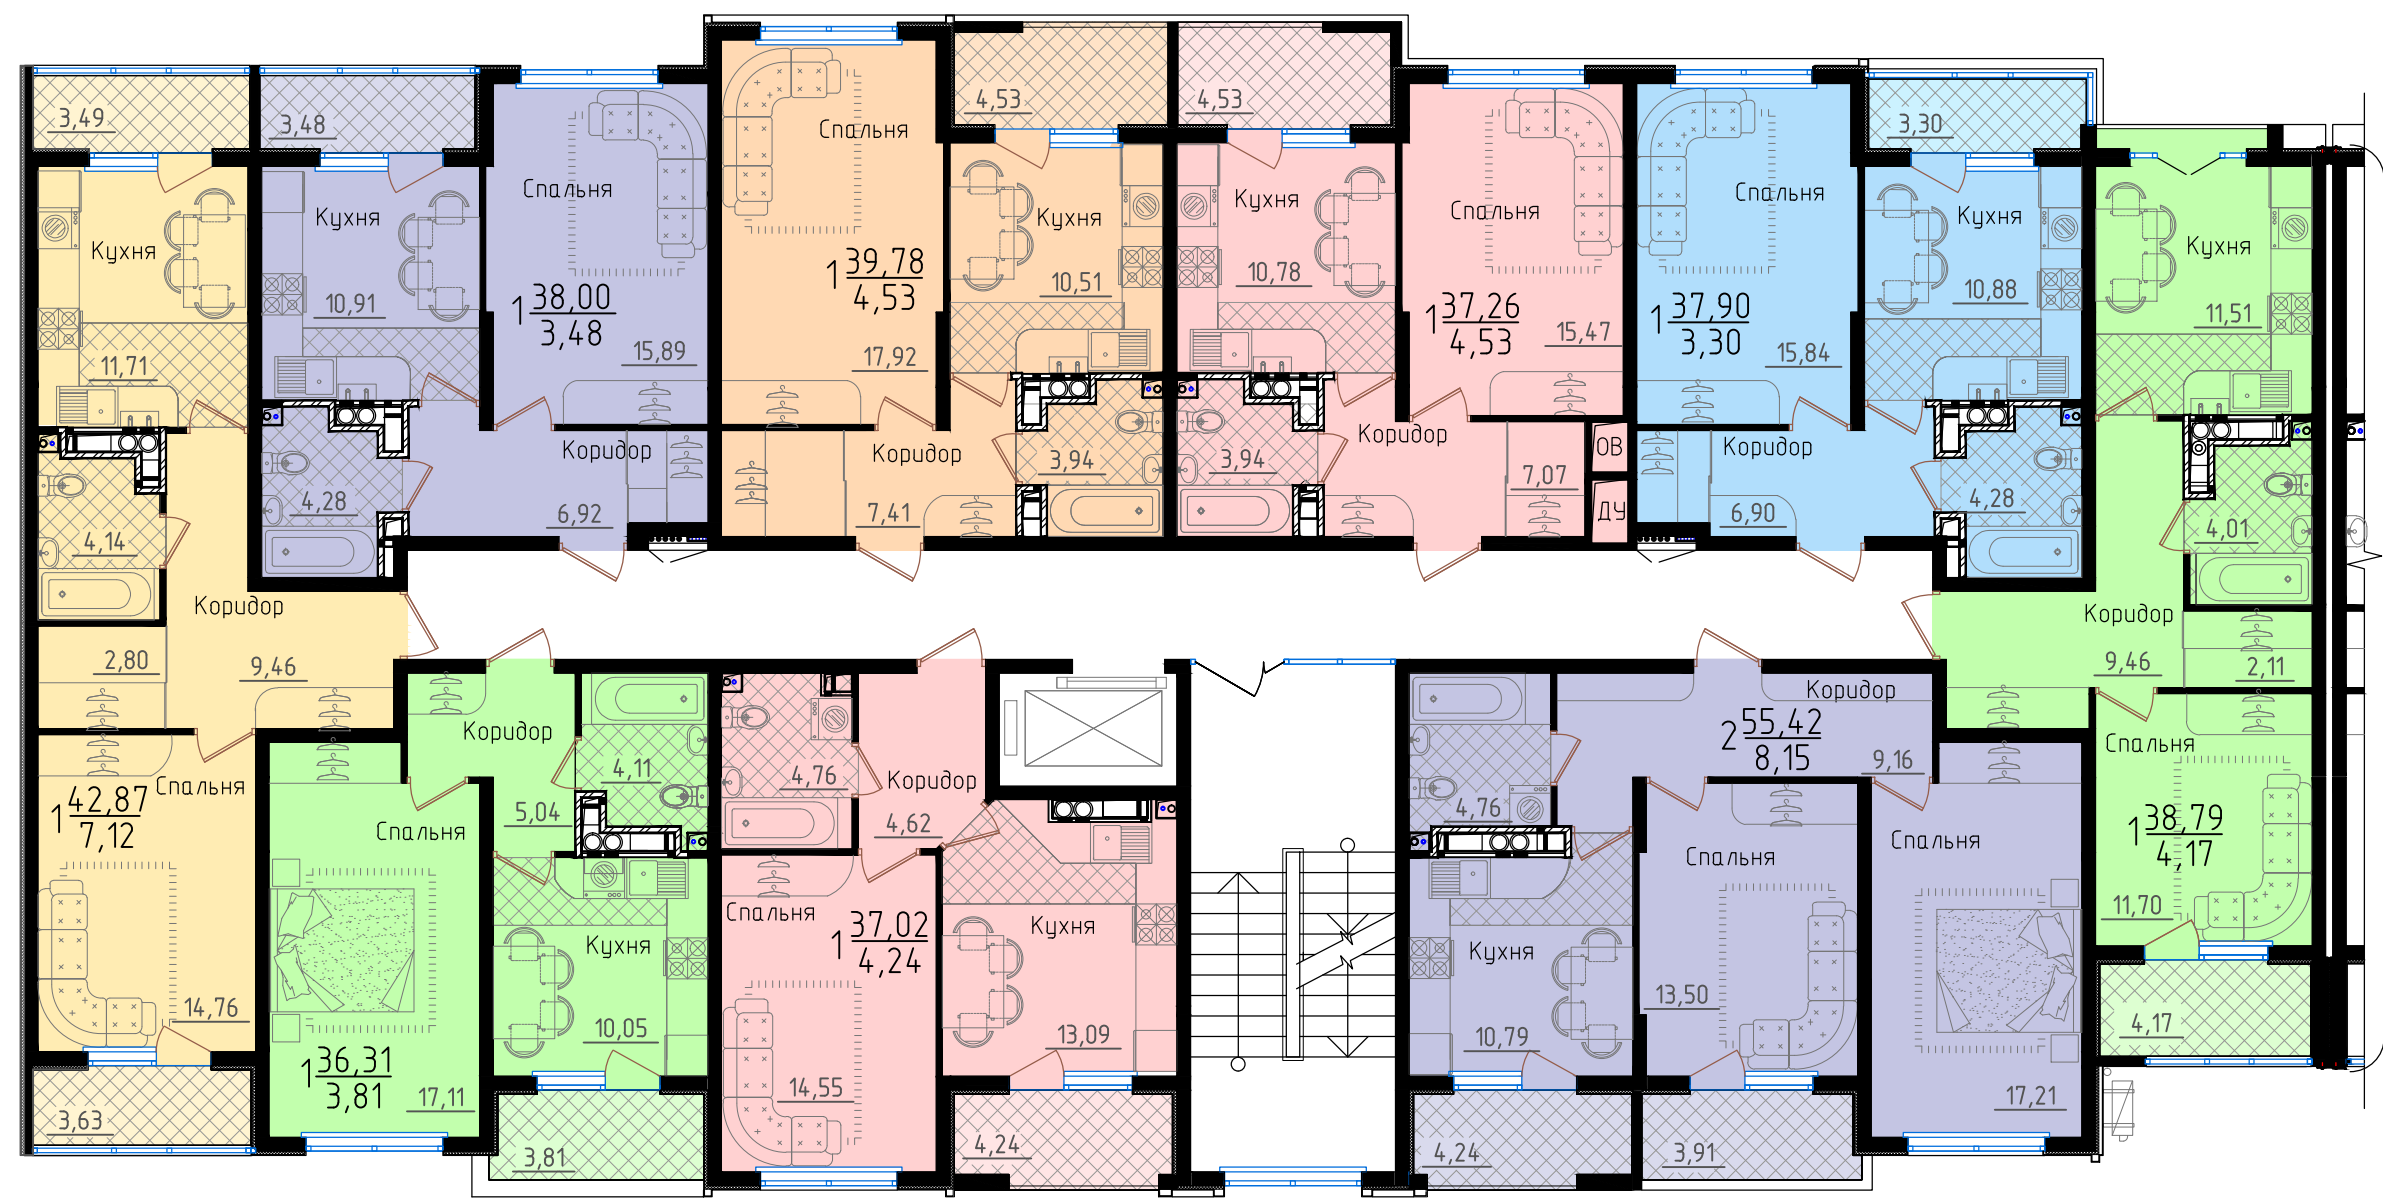 3,49
3,48
4,53
4,53
3,30
Спальня
Спальня
Спальня
Спальня
Кухня
Кухня
Кухня
Кухня
Кухня
Кухня
1 38,00
3,48
1 39,78
4,53
1 37,26
4,53
1 37,90
3,30
10,91
10,51
10,78
10,88
11,51
11,71
15,89
17,92
15,47
15,84
Коридор
Коридор
Коридор
Коридор
ОВ
ДУ
4,14
4,28
6,92
7,41
3,94
3,94
7,07
6,90
4,28
4,01
Коридор
Коридор
2,80
9,46
9,46
2,11
Коридор
Коридор
Коридор
4,11
4,76
5,04
4,62
2 55,42
8,15
9,16
4,76
Спальня
Спальня
Спальня
Спальня
Спальня
Спальня
1 42,87
7,12
1 38,79
4,17
1 37,02
4,24
Кухня
Кухня
Кухня
14,76
10,05
13,09
10,79
13,50
11,70
1 36,31
3,81
17,11
14,55
17,21
3,63
3,81
4,24
4,24
3,91
4,17